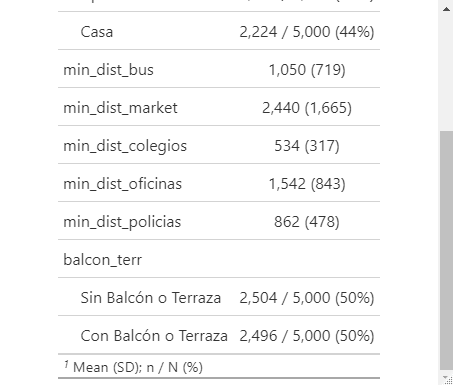 Casa 2,224 / 5,000 (44%)
min_dist_bus 1,050 (719)
min_dist_market 2,440 (1,665)
min_dist_colegios 534 (317)
min_dist_oficinas 1,542 (843)
min_dist_policias 862 (478)
balcon_terr
Sin Balcón o Terraza 2,504 / 5,000 (50%)
Con Balcón o Terraza 2,496 / 5,000 (50%)
1 Mean (SD); n / N (%)